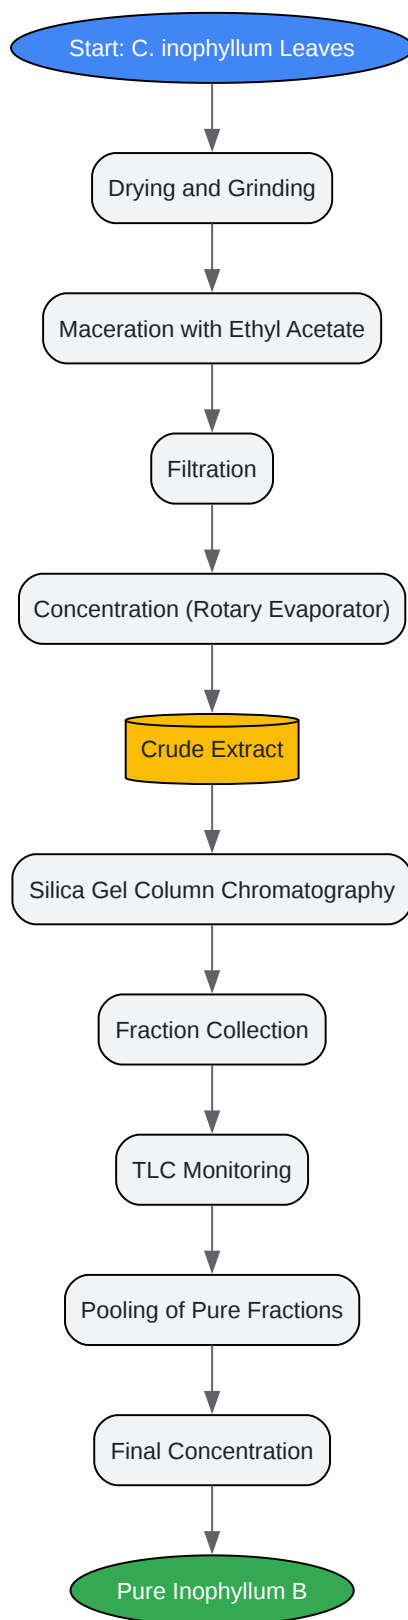 Start: C. inophyllum Leaves
Drying and Grinding
Maceration with Ethyl Acetate
Filtration
Concentration (Rotary Evaporator)
Crude Extract
Silica Gel Column Chromatography
Fraction Collection
TLC Monitoring
Pooling of Pure Fractions
Final Concentration
Pure Inophyllum B